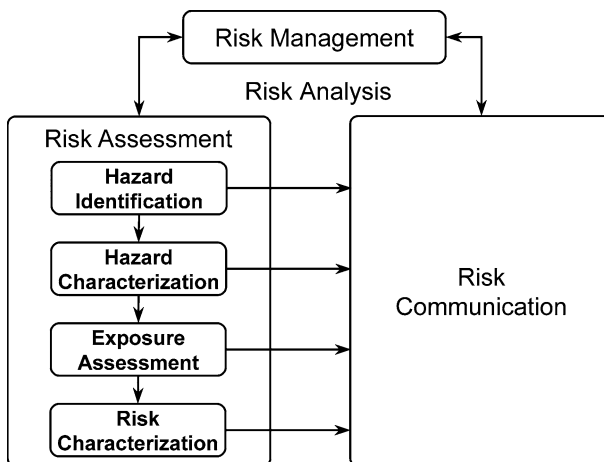 Risk Management
Risk Analysis
Risk Assessment
Hazard
Identification
Hazard
Characterization
Exposure
Assessment
Risk
Characterization
Risk
Communication